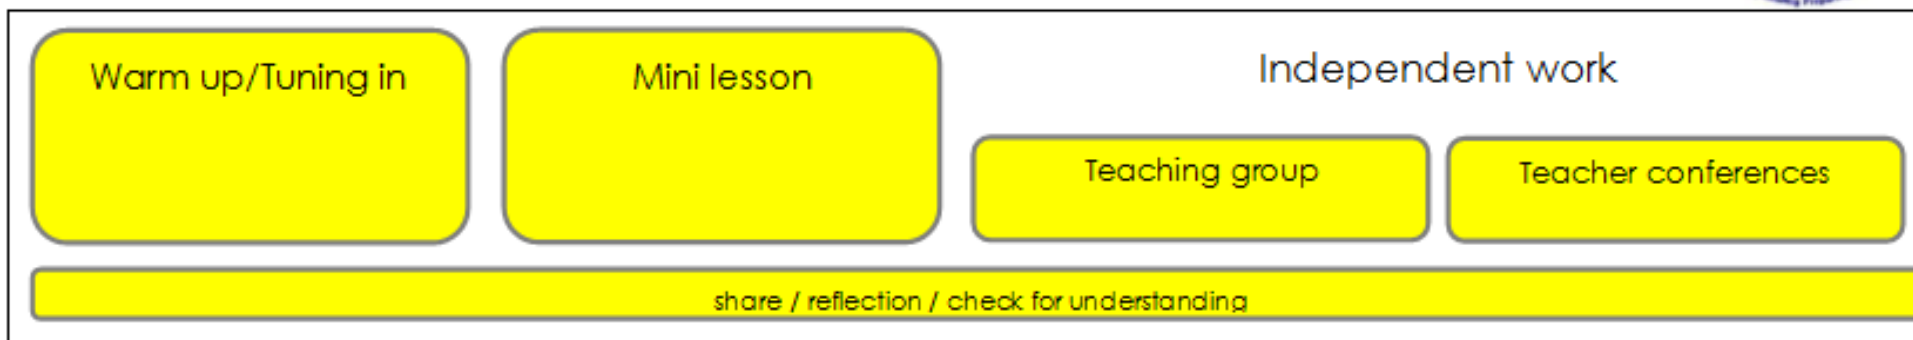 Warm up/Tuning in
Mini lesson
Independent work
Teaching group
Teacher conferences
share / reflection / check for understanding